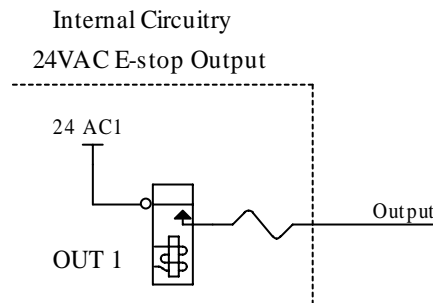 Internal Circuitry
24VAC E-stop Output
24 AC1
Output
OUT 1